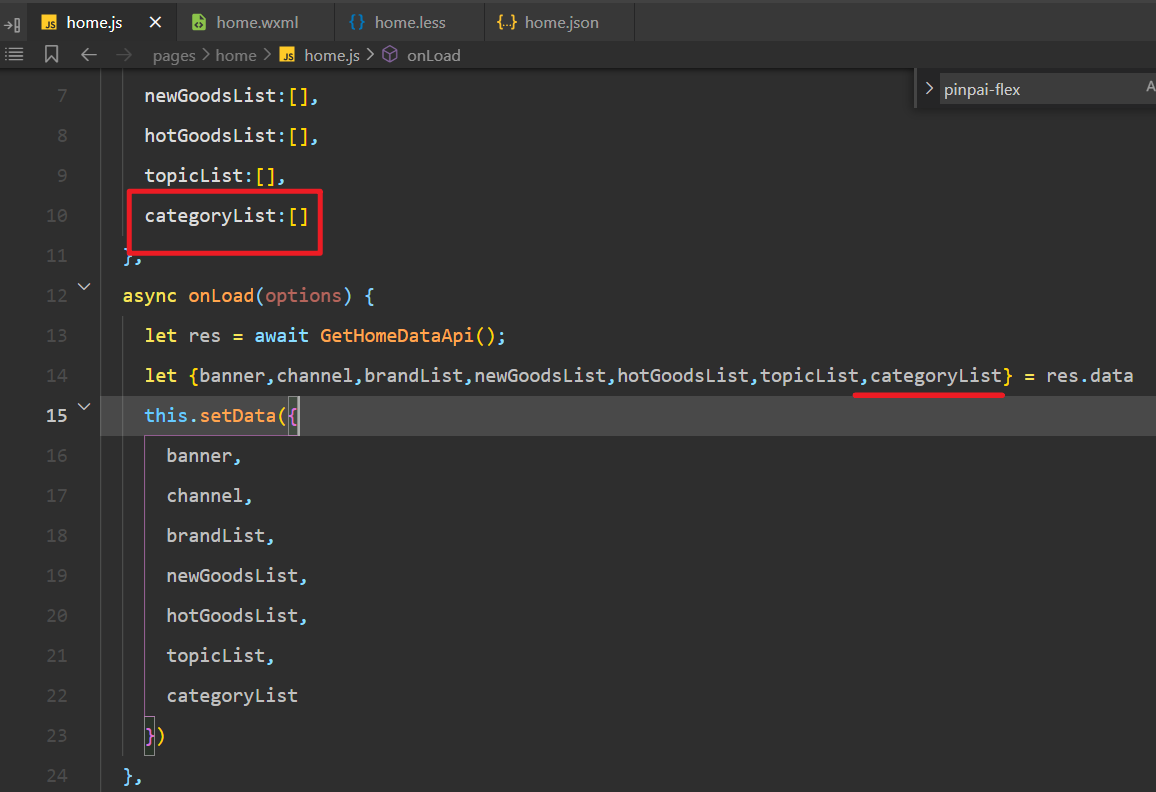 JS home.js × home.wxml home.less {..} home.json
pages > home > JS home.js > onLoad
pinpai-flex
7 newGoodsList:[],
8 hotGoodsList:[],
9 topicList:[],
10 categoryList:[]
11 },
12 async onLoad(options) {
13 let res = await GetHomeDataApi();
14 let {banner,channel,brandList,newGoodsList,hotGoodsList,topicList,categoryList} = res.data
15 this.setData({
16 banner,
17 channel,
18 brandList,
19 newGoodsList,
20 hotGoodsList,
21 topicList,
22 categoryList
23 })
24 },